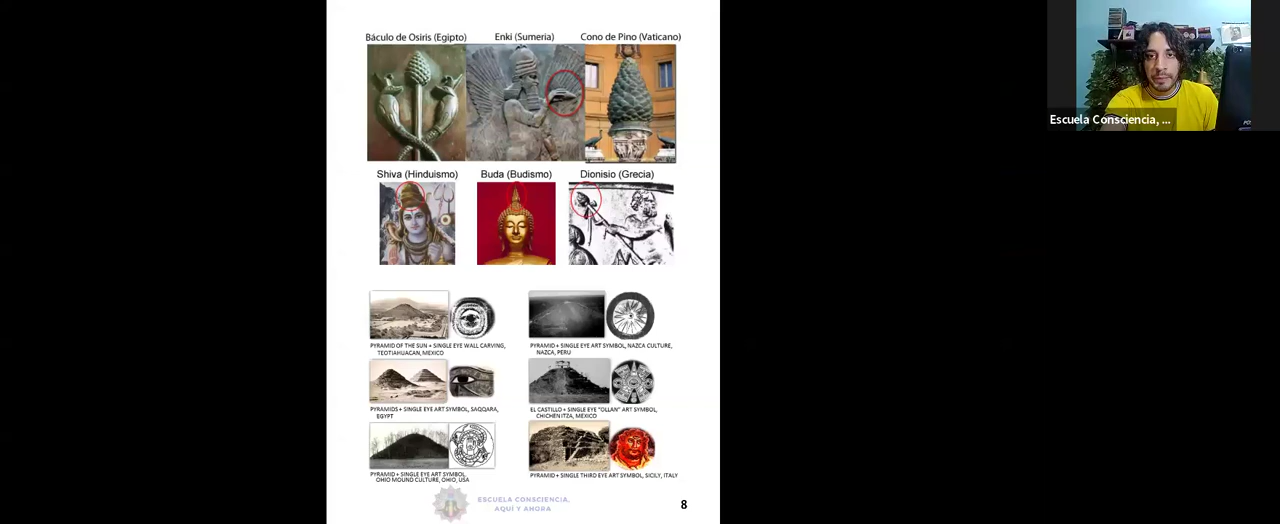 Báculo de Osiris (Egipto)
Enki (Sumeria)
Cono de Pino (Vaticano)
Shiva (Hinduismo)
Buda (Budismo)
Dionisio (Grecia)
PYRAMID OF THE SUN + SINGLE EYE WALL CARVING,
TEOTIAHUACAN, MEXICO
PYRAMID + SINGLE EYE ART SYMBOL, NAZCA CULTURE,
NAZCA, PERU
PYRAMIDS + SINGLE EYE ART SYMBOL, SAQQARA,
EGYPT
EL CASTILLO + SINGLE EYE "OLLAN" ART SYMBOL,
CHICHEN ITZA, MEXICO
PYRAMID + SINGLE EYE ART SYMBOL,
OHIO MOUND CULTURE, OHIO, USA
PYRAMID + SINGLE THIRD EYE ART SYMBOL, SICILY, ITALY
ESCUELA CONSCIENCIA,
AQUÍ Y AHORA
8
Escuela Consciencia, ...